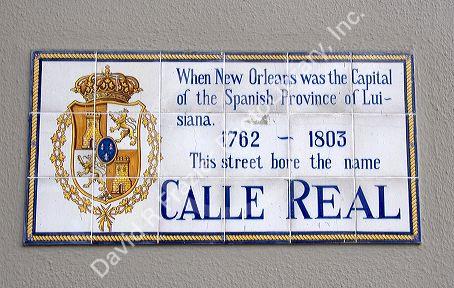 When New Orleans was the Capital
of the Spanish Province of Lui-
siana.
1762 ~ 1803
This street bore the name
CALLE REAL